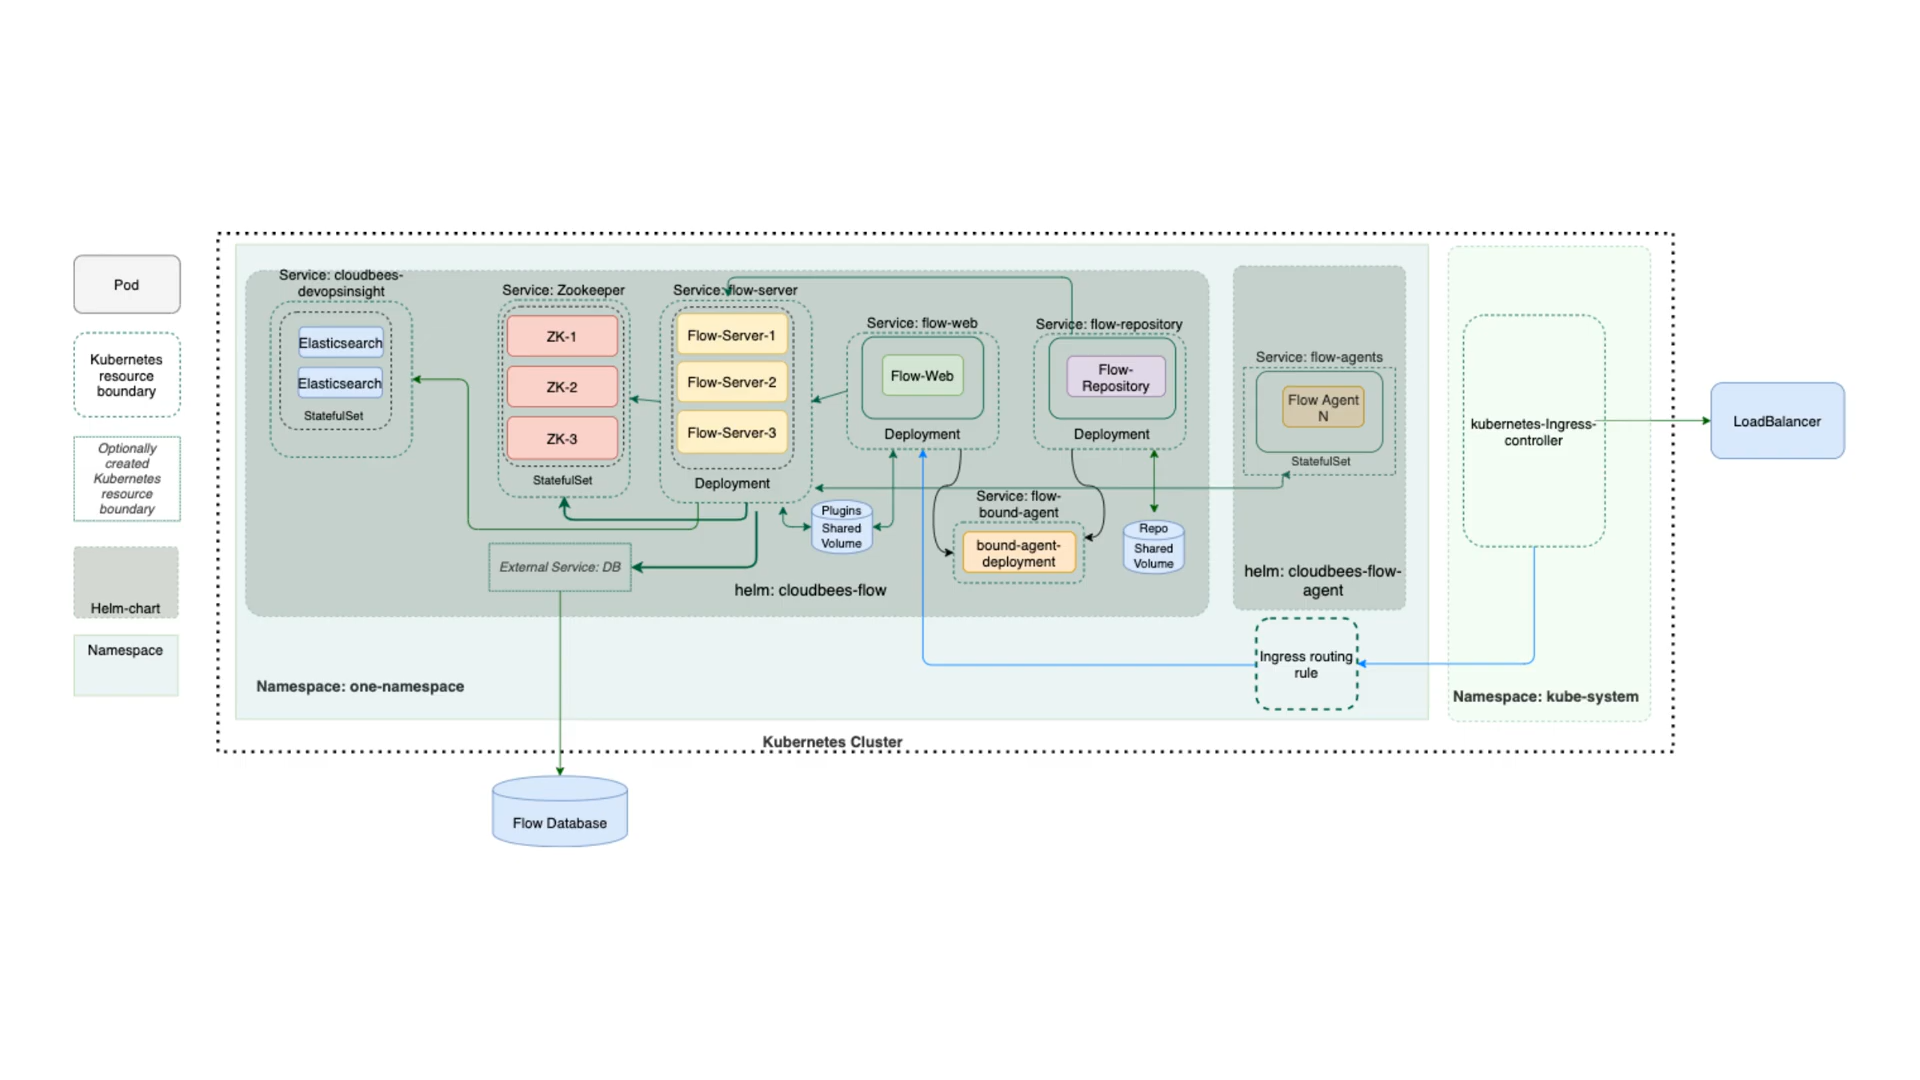 Pod
Kubernetes
resource
boundary
Optionally
created
Kubernetes
resource
boundary
Helm-chart
Namespace
Service: cloudbees-
devopsinsight
Elasticsearch
Elasticsearch
StatefulSet
Service: Zookeeper
ZK-1
ZK-2
ZK-3
StatefulSet
Service: flow-server
Flow-Server-1
Flow-Server-2
Flow-Server-3
Deployment
Service: flow-web
Flow-Web
Deployment
Service: flow-repository
Flow-
Repository
Deployment
Plugins
Shared
Volume
Service: flow-
bound-agent
bound-agent-
deployment
Repo
Shared
Volume
External Service: DB
helm: cloudbees-flow
Service: flow-agents
Flow Agent
N
StatefulSet
helm: cloudbees-flow-
agent
Ingress routing
rule
Namespace: one-namespace
kubernetes-Ingress-
controller
Namespace: kube-system
LoadBalancer
Kubernetes Cluster
Flow Database